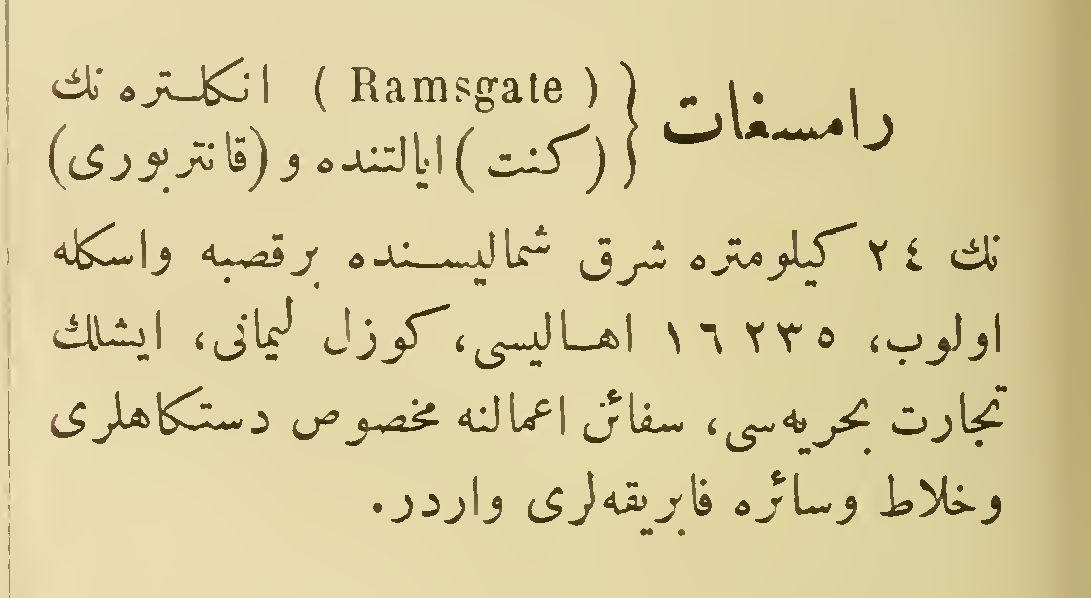 رامسغات { ( Ramsgate ) انكلتره نك
( كنت ) ايالتنده و (قانتربورى)
نك ٢٤ كيلومتره شرق شماليسنده برقصبه واسكله
اولوب، ١٦٢٣٥ اهاليسى، كوزل ليمانى، ايشلك
تجارت بحريه‌سى، سفائن اعمالنه مخصوص دستكاهلرى
وخلاط وسائره فابريقه‌لرى واردر.